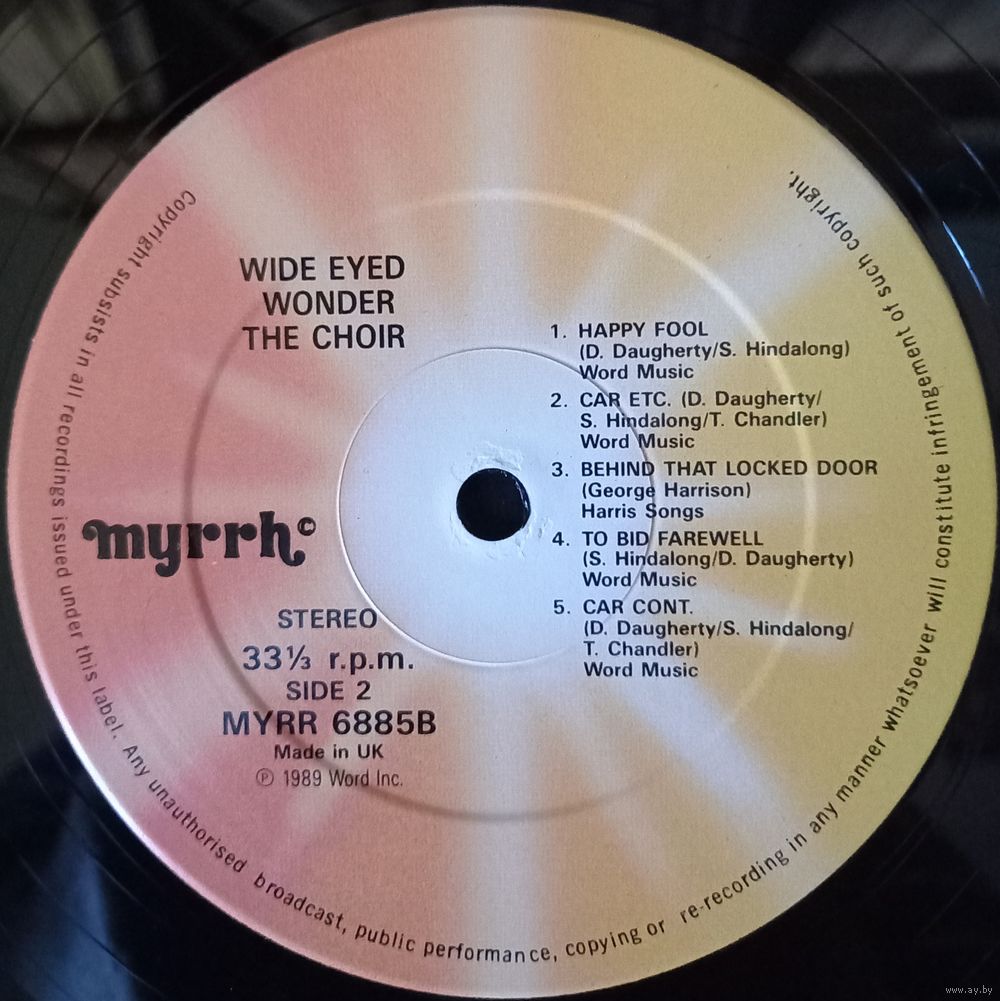 WIDE EYED
WONDER
THE CHOIR
myrrh©
STEREO
33⅓ r.p.m.
SIDE 2
MYRR 6885B
Made in UK
℗ 1989 Word Inc.
1. HAPPY FOOL
(D. Daugherty/S. Hindalong)
Word Music
2. CAR ETC. (D. Daugherty/
S. Hindalong/T. Chandler)
Word Music
3. BEHIND THAT LOCKED DOOR
(George Harrison)
Harris Songs
4. TO BID FAREWELL
(S. Hindalong/D. Daugherty)
Word Music
5. CAR CONT.
(D. Daugherty/S. Hindalong/
T. Chandler)
Word Music
Copyright subsists in all recordings issued under this label. Any unauthorised broadcast, public performance, copying or re-recording in any manner whatsoever will constitute infringement of such copyright.
www.ay.by